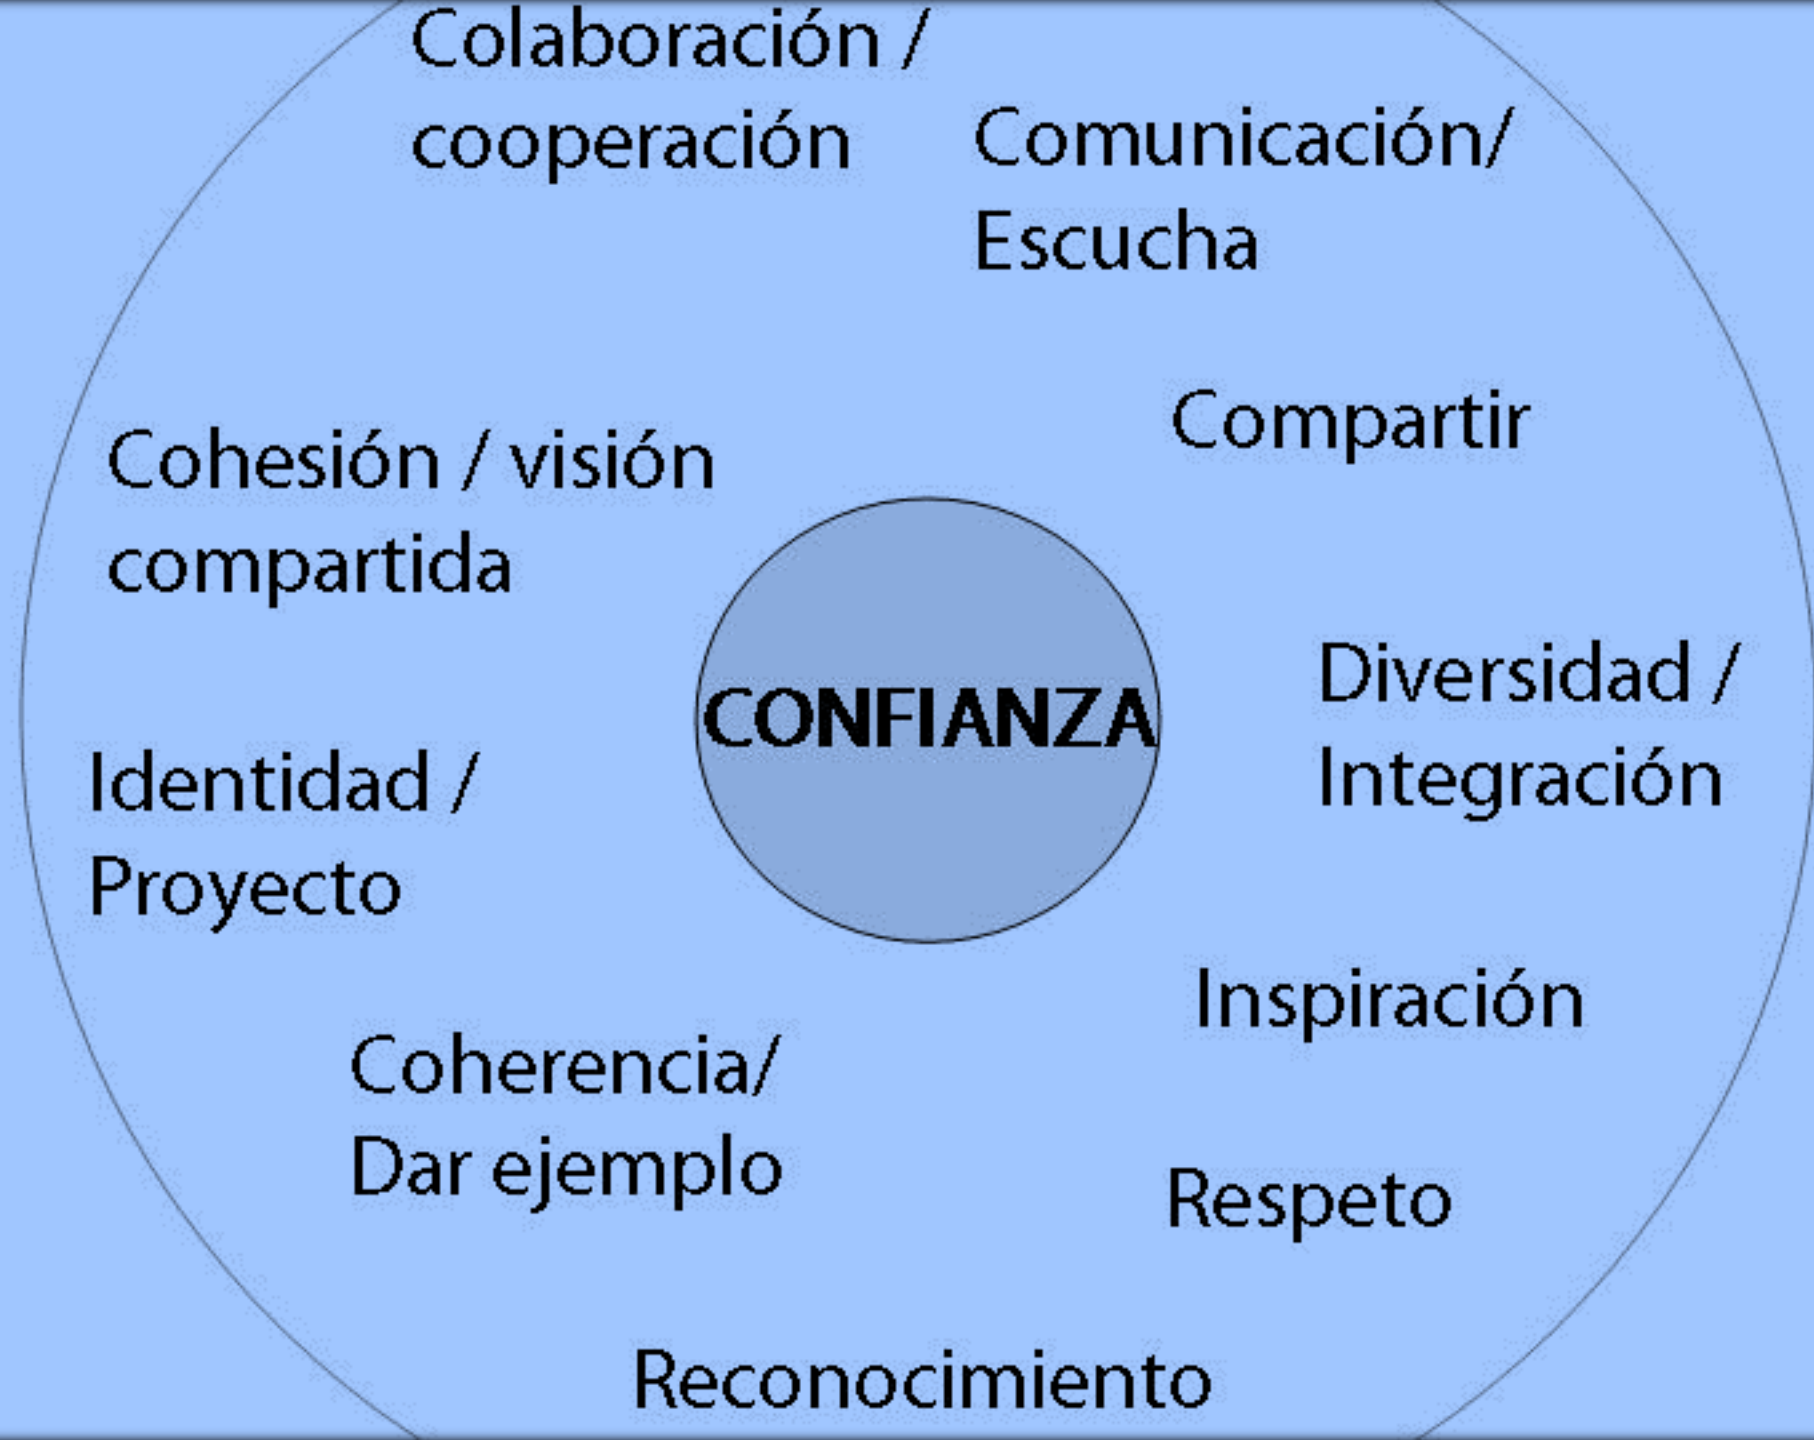 Colaboración /
cooperación
Comunicación/
Escucha
Compartir
Cohesión / visión
compartida
CONFIANZA
Diversidad /
Integración
Identidad /
Proyecto
Inspiración
Coherencia/
Dar ejemplo
Respeto
Reconocimiento